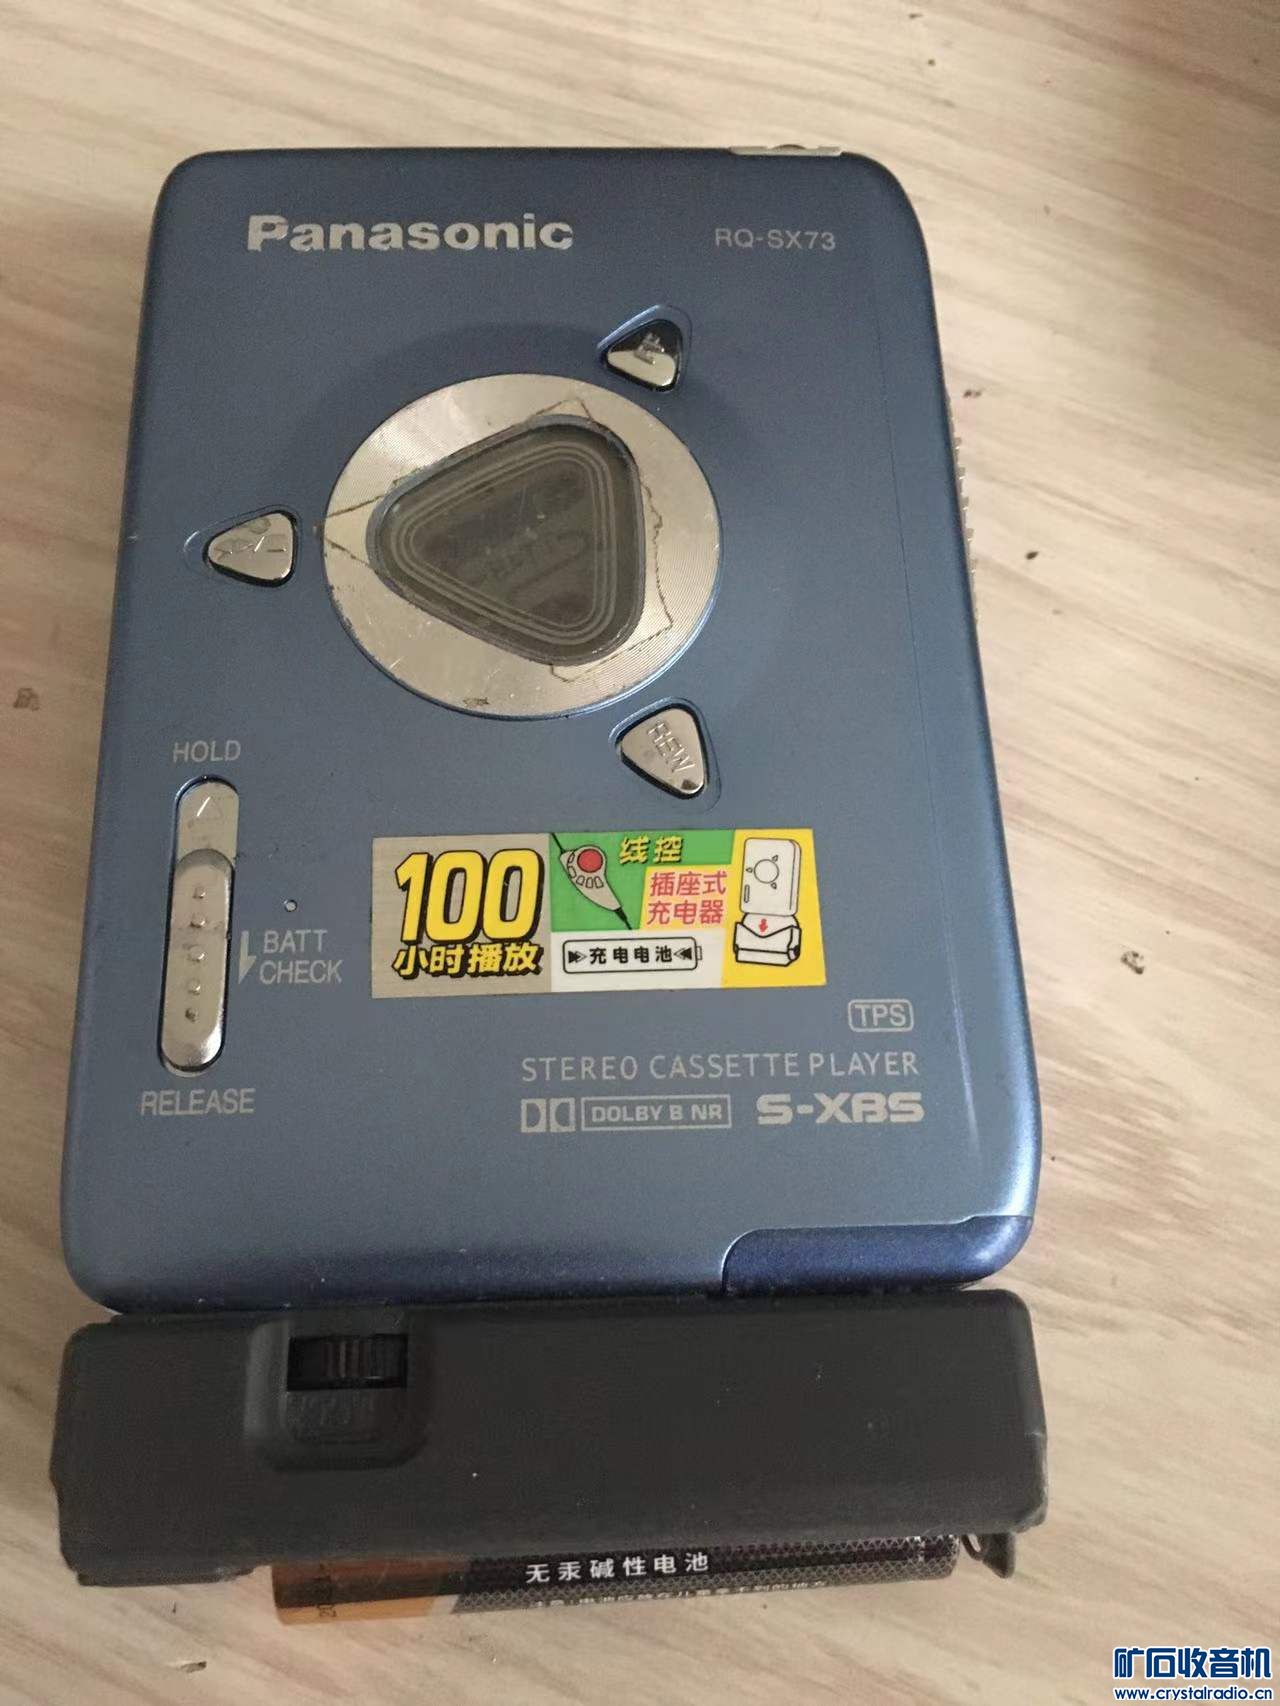 Panasonic
RQ-SX73
REW
HOLD
100
小时播放
线控
插座式
充电器
充电电池
BATT
CHECK
TPS
RELEASE
STEREO CASSETTE PLAYER
DOLBY B NR
S-XBS
无汞碱性电池
矿石收音机
www.crystalradio.cn